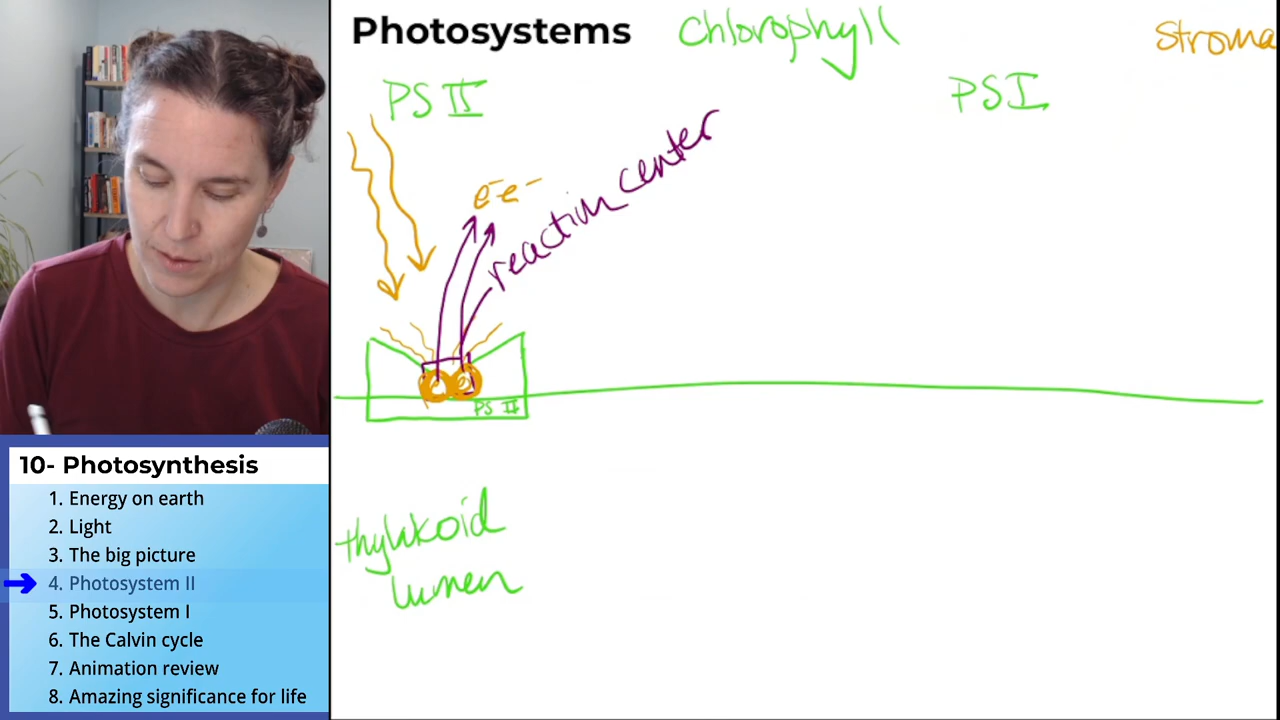 Photosystems
Chlorophyll
Stroma
PS II
PS I
e- e-
reaction center
PS II
thylakoid
lumen
10- Photosynthesis
1. Energy on earth
2. Light
3. The big picture
4. Photosystem II
5. Photosystem I
6. The Calvin cycle
7. Animation review
8. Amazing significance for life